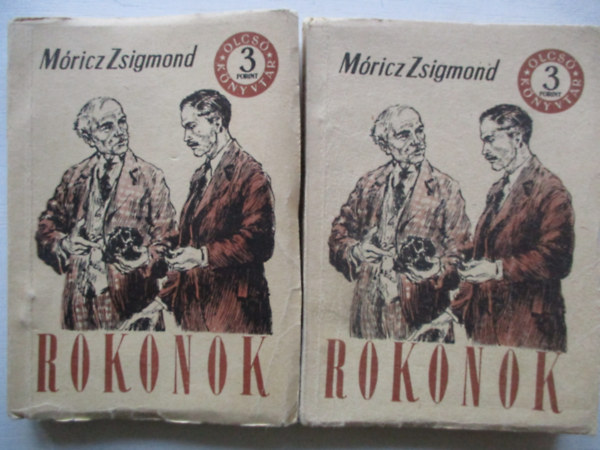 Móricz Zsigmond
OLCSÓ
3
FORINT
KÖNYVTÁR
ROKONOK
Móricz Zsigmond
OLCSÓ
3
FORINT
KÖNYVTÁR
ROKONOK